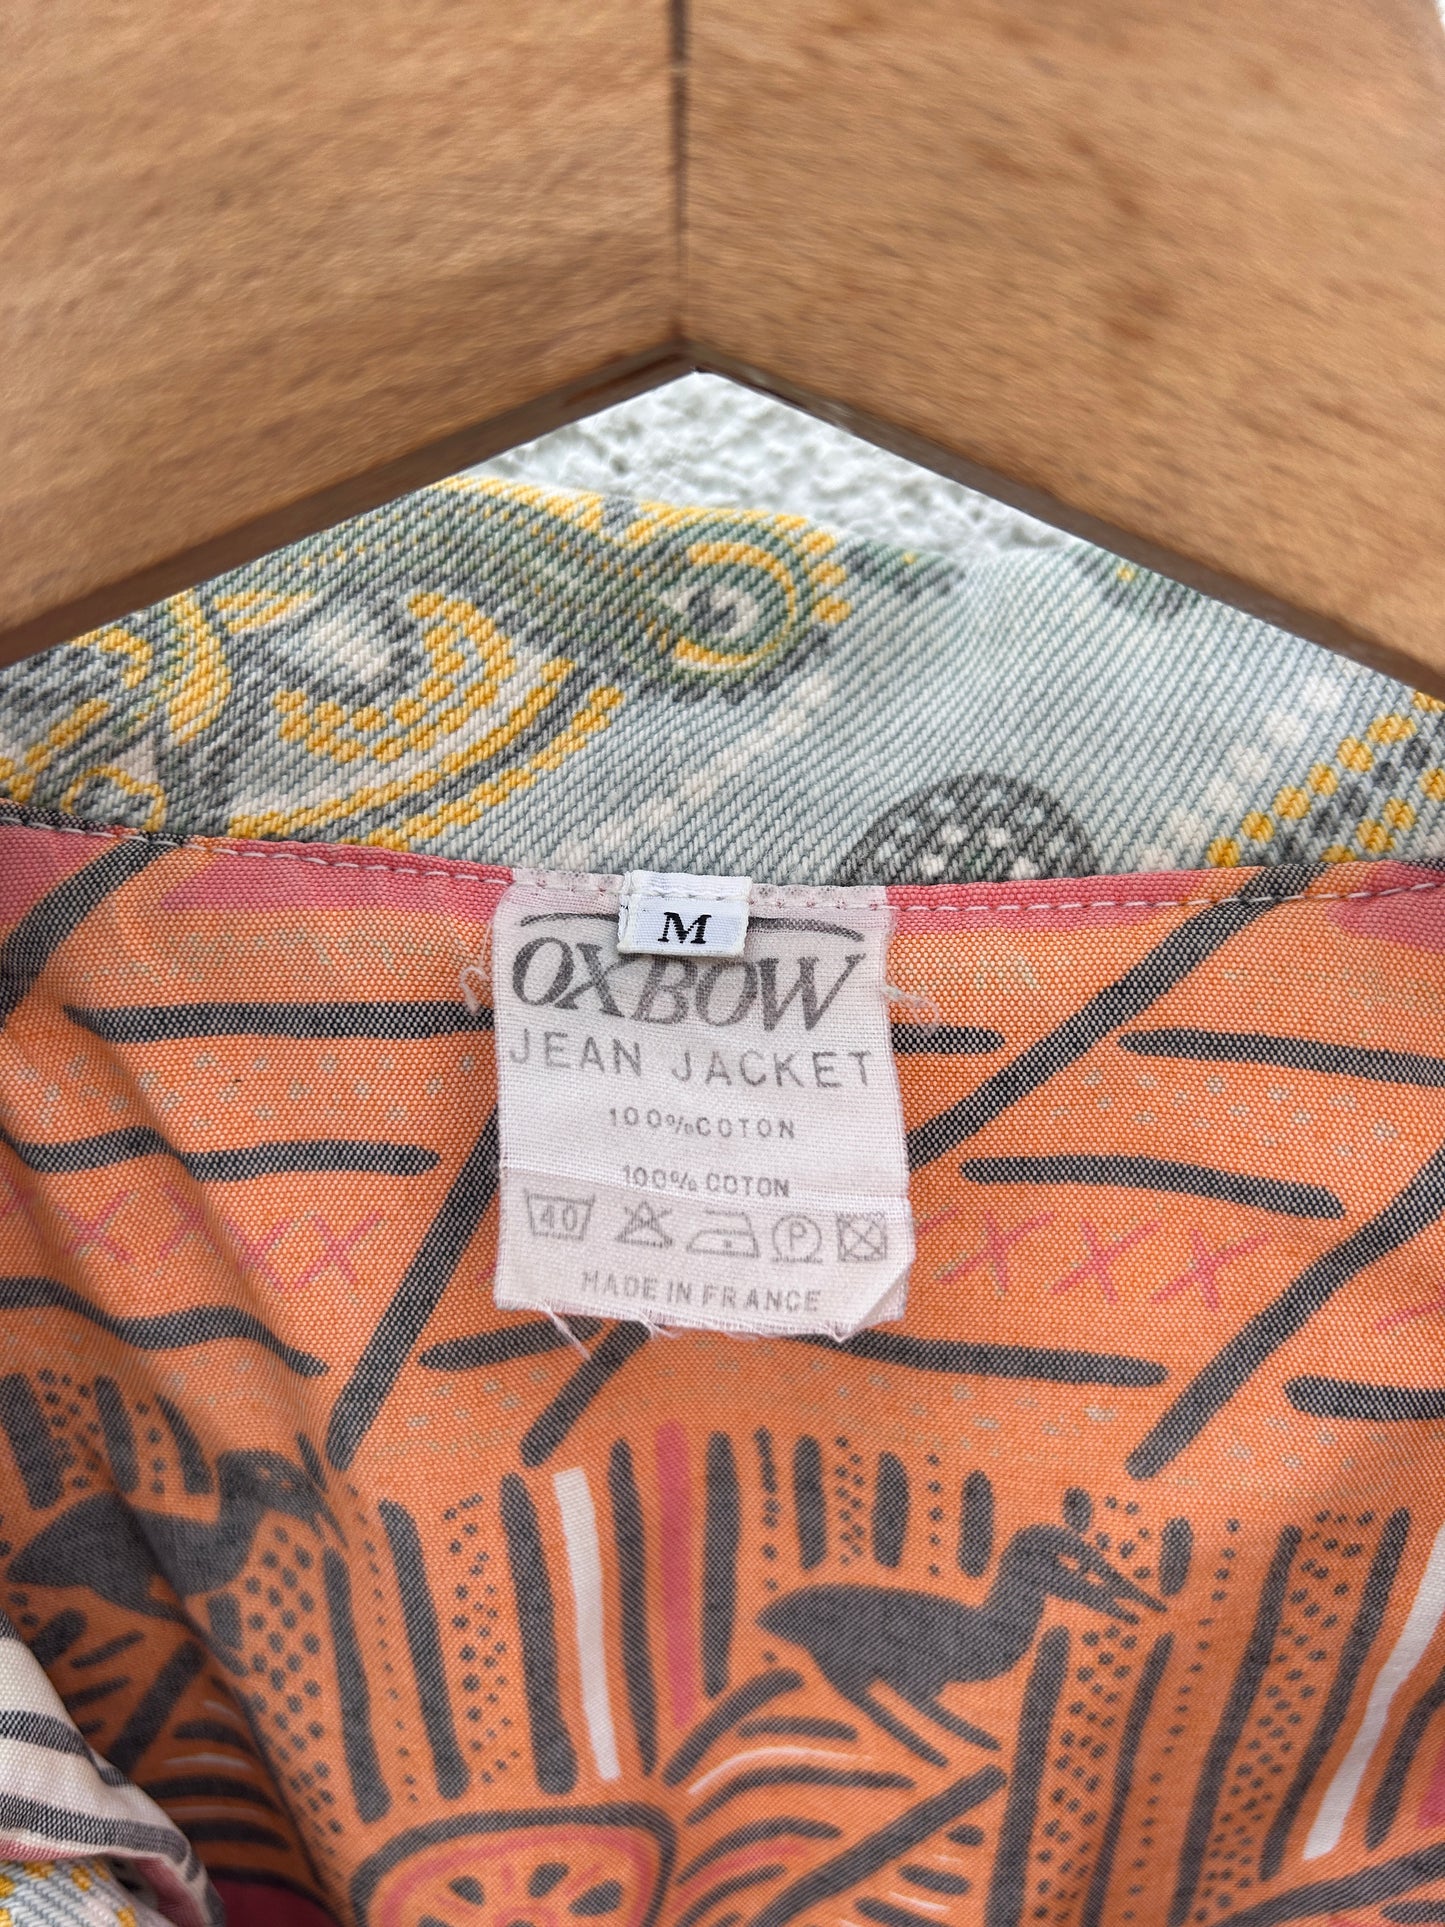 M
OXBOW
JEAN JACKET
100% COTON
100% COTON
40 P
MADE IN FRANCE